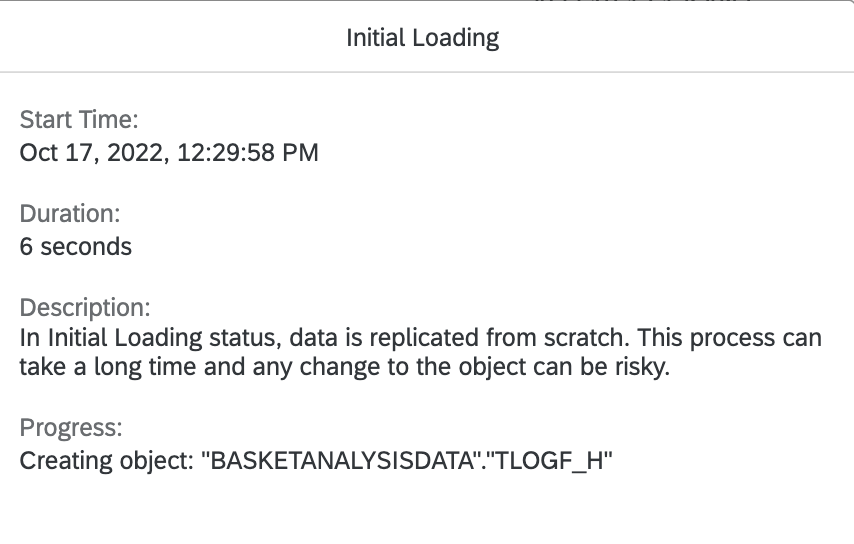 Initial Loading
Start Time:
Oct 17, 2022, 12:29:58 PM
Duration:
6 seconds
Description:
In Initial Loading status, data is replicated from scratch. This process can
take a long time and any change to the object can be risky.
Progress:
Creating object: "BASKETANALYSISDATA"."TLOGF_H"